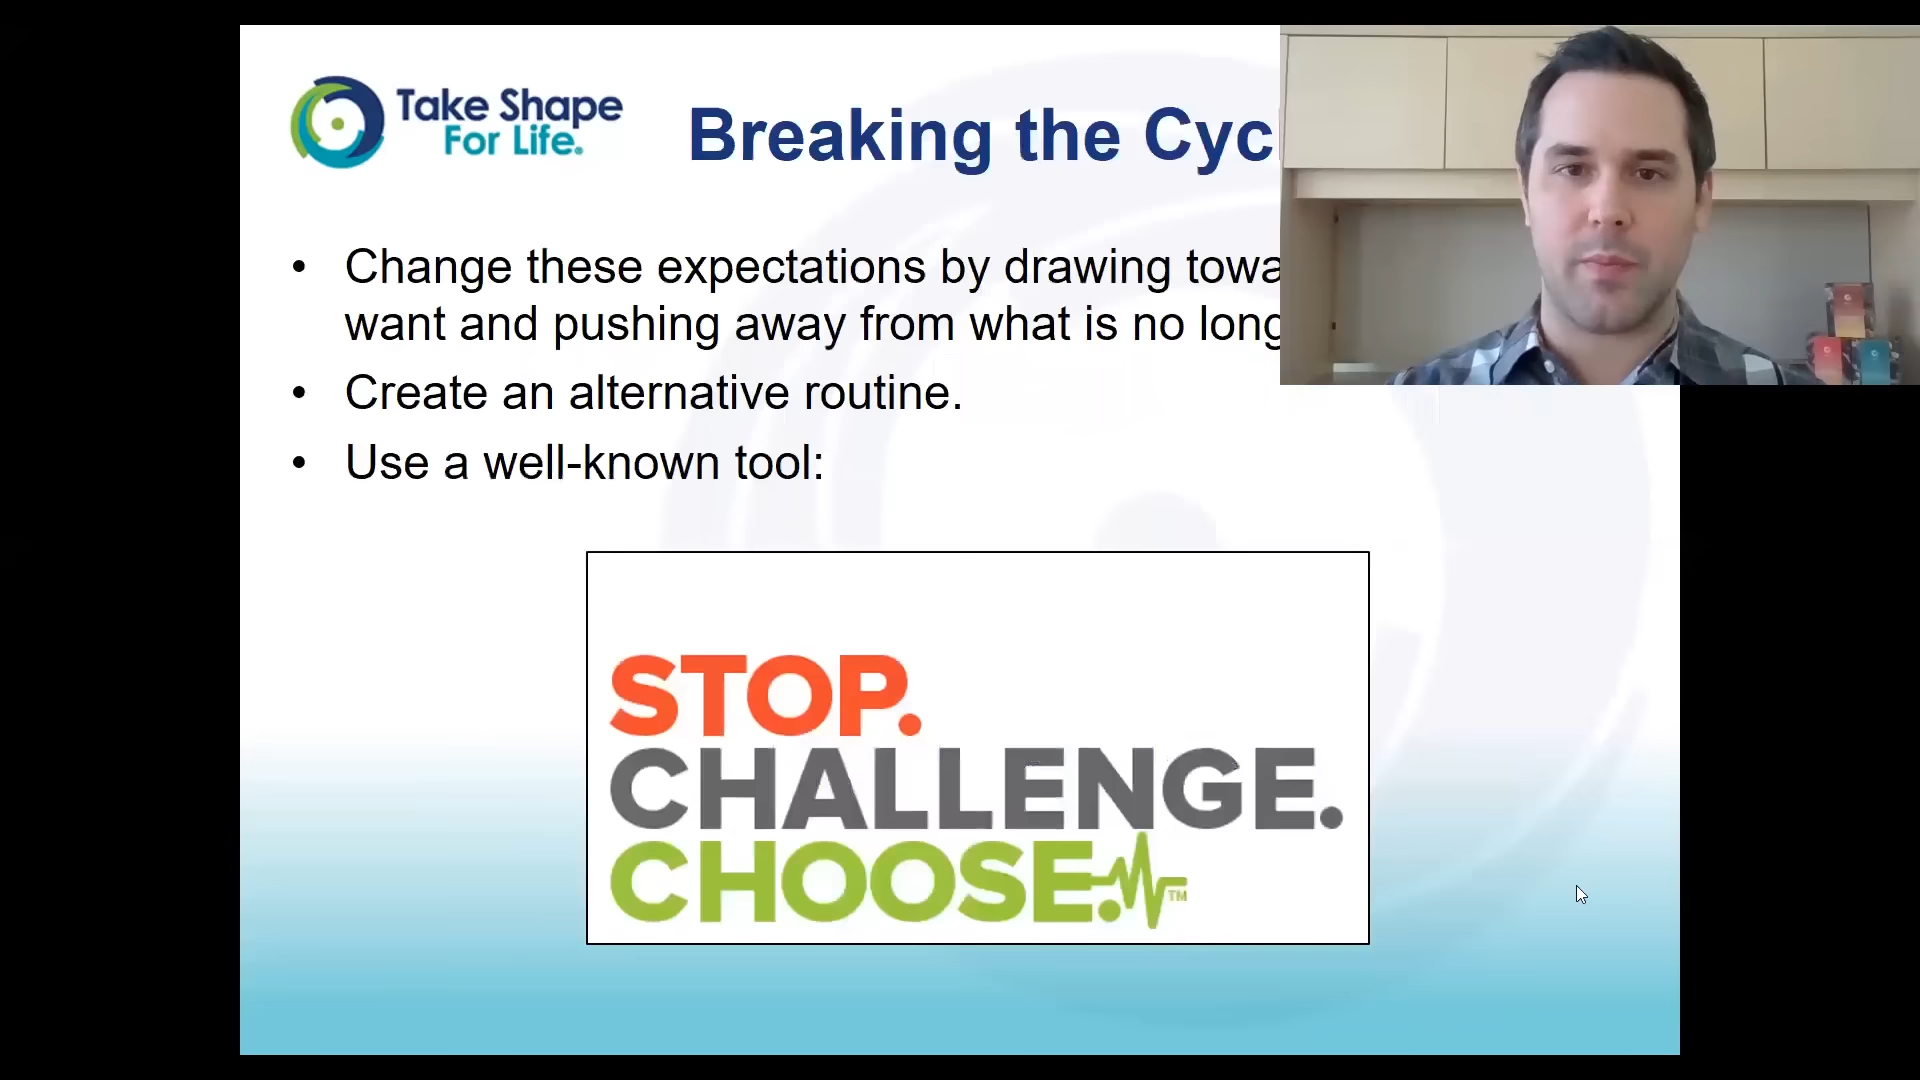 Take Shape
For Life.
Breaking the Cyc
• Change these expectations by drawing towa
want and pushing away from what is no long
• Create an alternative routine.
• Use a well-known tool:
STOP.
CHALLENGE.
CHOOSE.™